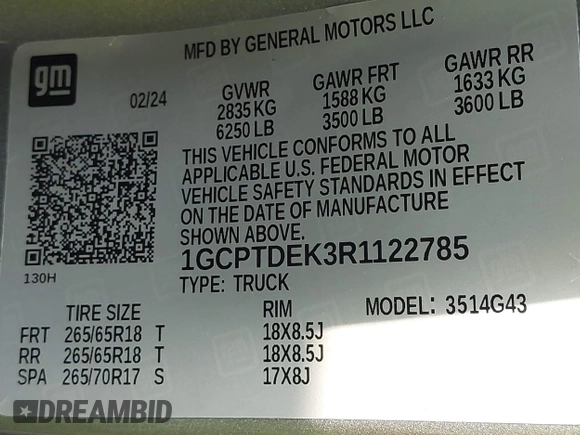 gm
MFD BY GENERAL MOTORS LLC
02/24
GVWR
2835 KG
6250 LB
GAWR FRT
1588 KG
3500 LB
GAWR RR
1633 KG
3600 LB
THIS VEHICLE CONFORMS TO ALL
APPLICABLE U.S. FEDERAL MOTOR
VEHICLE SAFETY STANDARDS IN EFFECT
ON THE DATE OF MANUFACTURE
SHOWN ABOVE.
130H
1GCPTDEK3R1122785
TYPE: TRUCK
TIRE SIZE RIM MODEL: 3514G43
FRT 265/65R18 T 18X8.5J
RR 265/65R18 T 18X8.5J
SPA 265/70R17 S 17X8J
DREAMBID